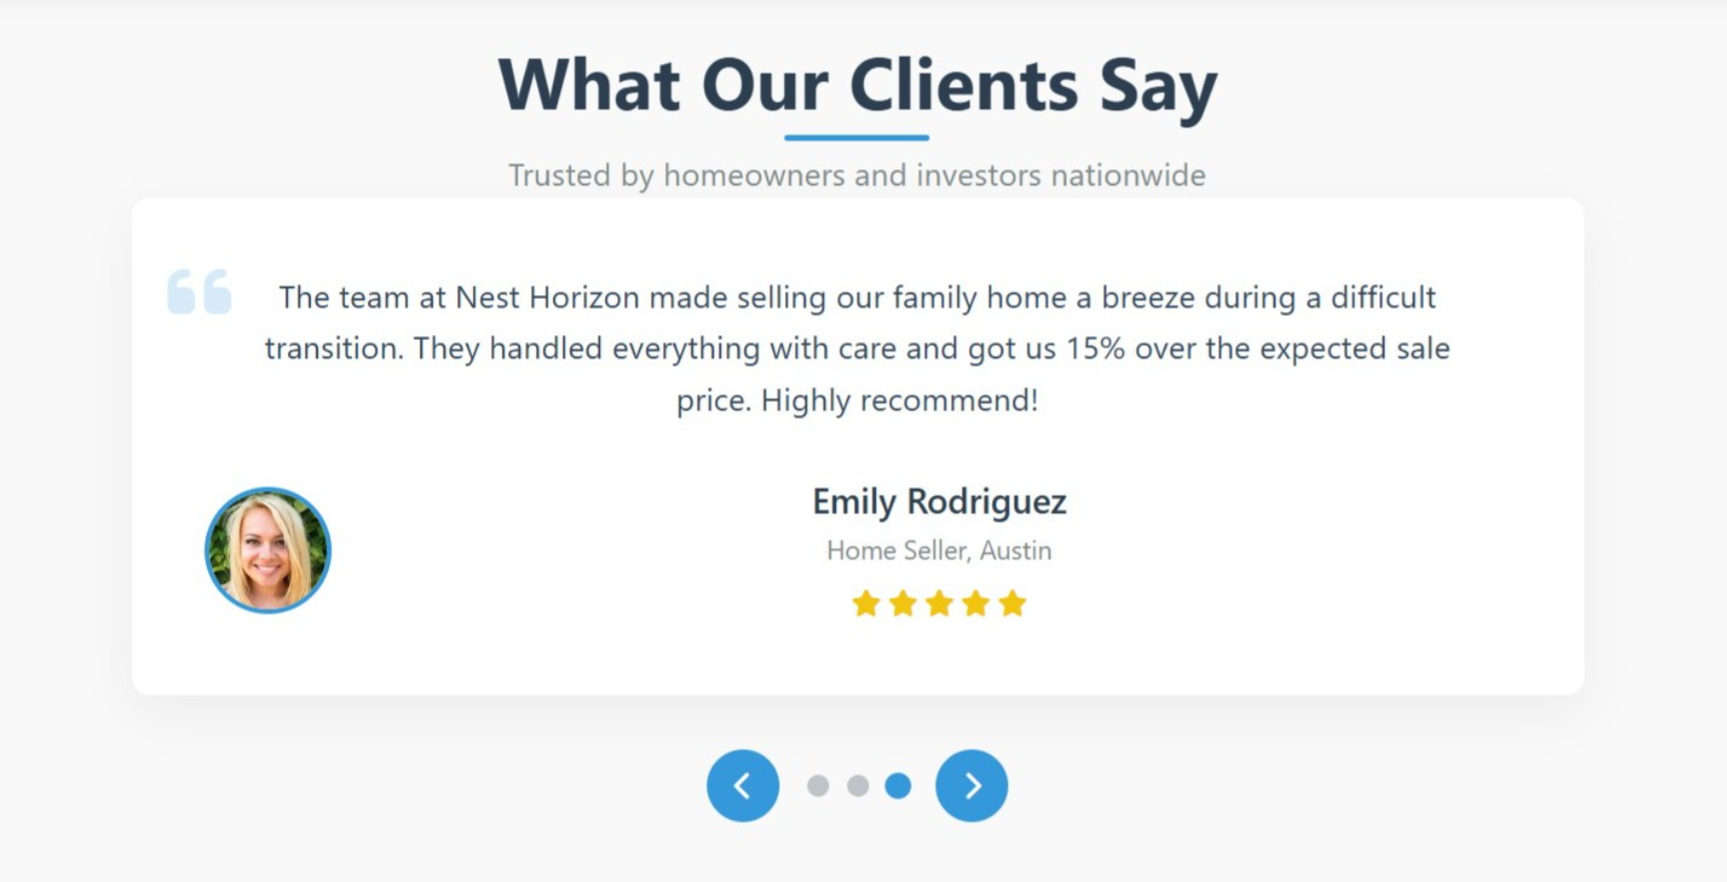 What Our Clients Say
Trusted by homeowners and investors nationwide
The team at Nest Horizon made selling our family home a breeze during a difficult
transition. They handled everything with care and got us 15% over the expected sale
price. Highly recommend!
Emily Rodriguez
Home Seller, Austin